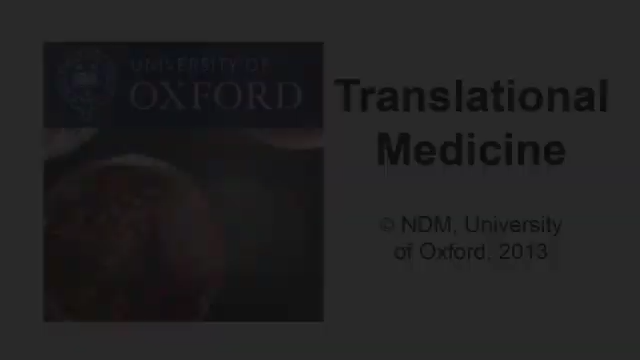 UNIVERSITY OF
OXFORD
Translational
Medicine
© NDM, University
of Oxford, 2013